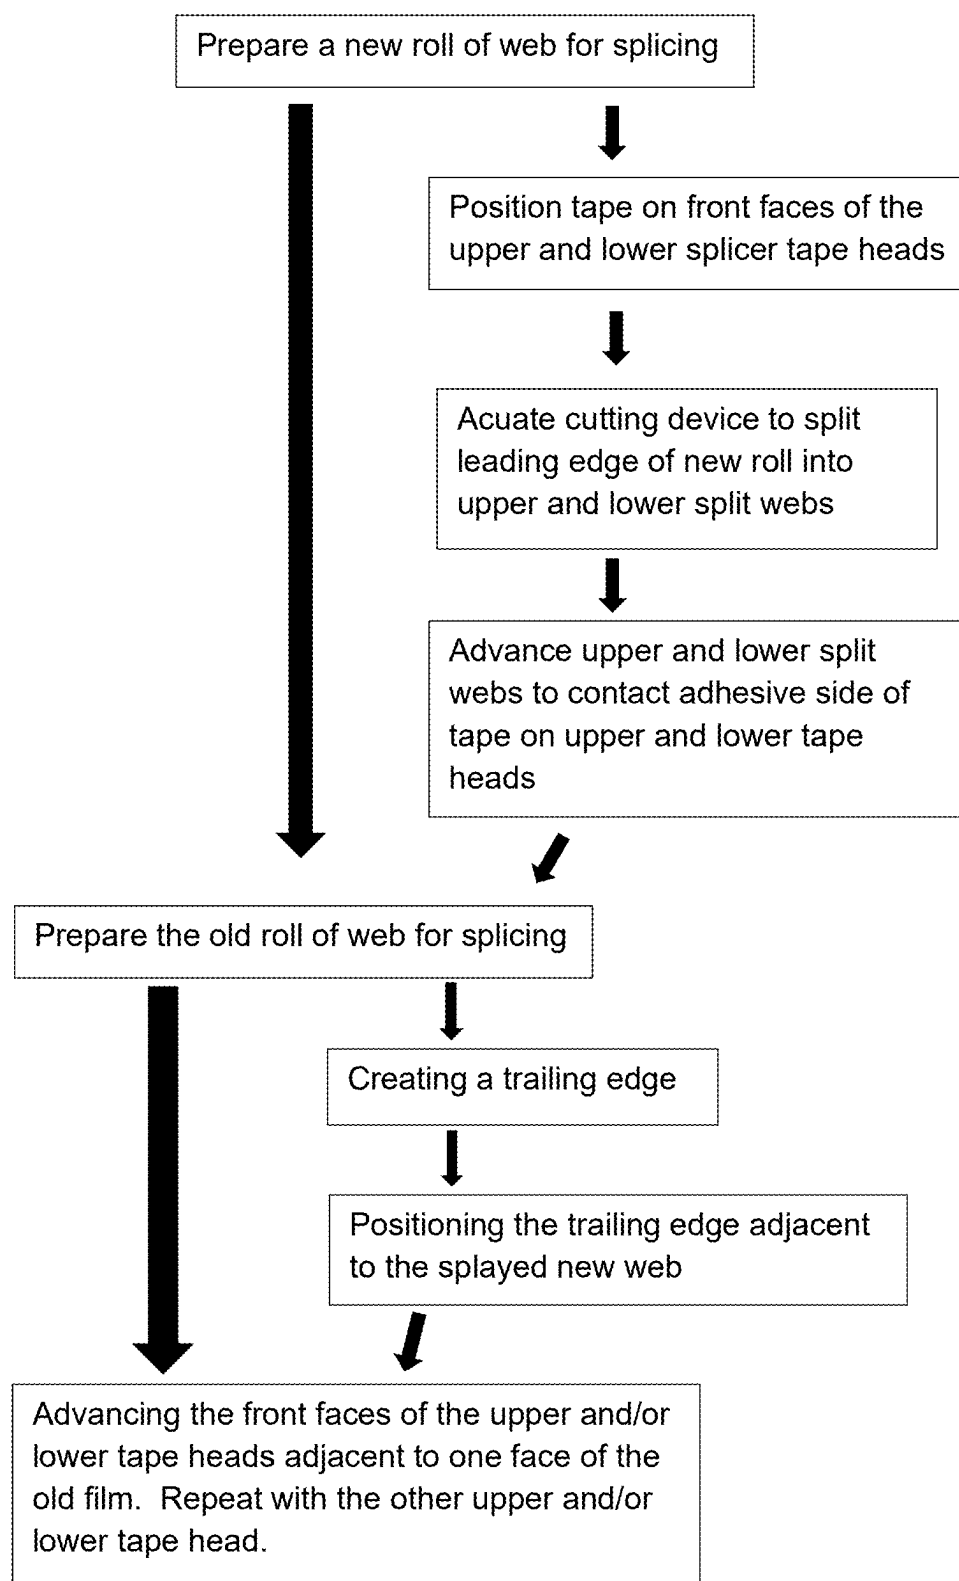 Prepare a new roll of web for splicing
Position tape on front faces of the
upper and lower splicer tape heads
Acuate cutting device to split
leading edge of new roll into
upper and lower split webs
Advance upper and lower split
webs to contact adhesive side of
tape on upper and lower tape
heads
Prepare the old roll of web for splicing
Creating a trailing edge
Positioning the trailing edge adjacent
to the splayed new web
Advancing the front faces of the upper and/or
lower tape heads adjacent to one face of the
old film.  Repeat with the other upper and/or
lower tape head.